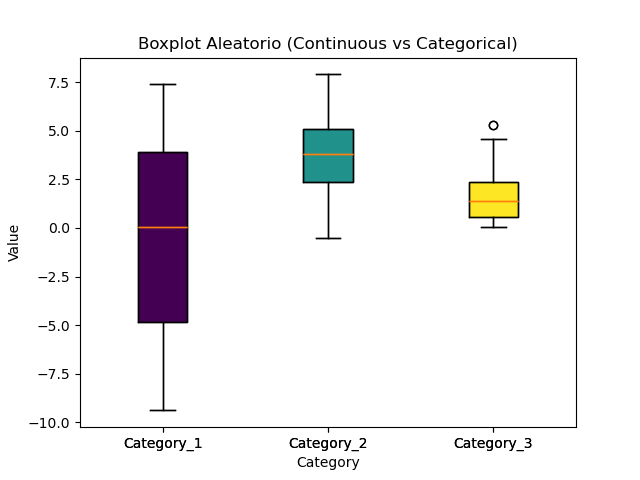 Boxplot Aleatorio (Continuous vs Categorical)
7.5
5.0
2.5
0.0
−2.5
−5.0
−7.5
−10.0
Value
Category_1 Category_2 Category_3
Category